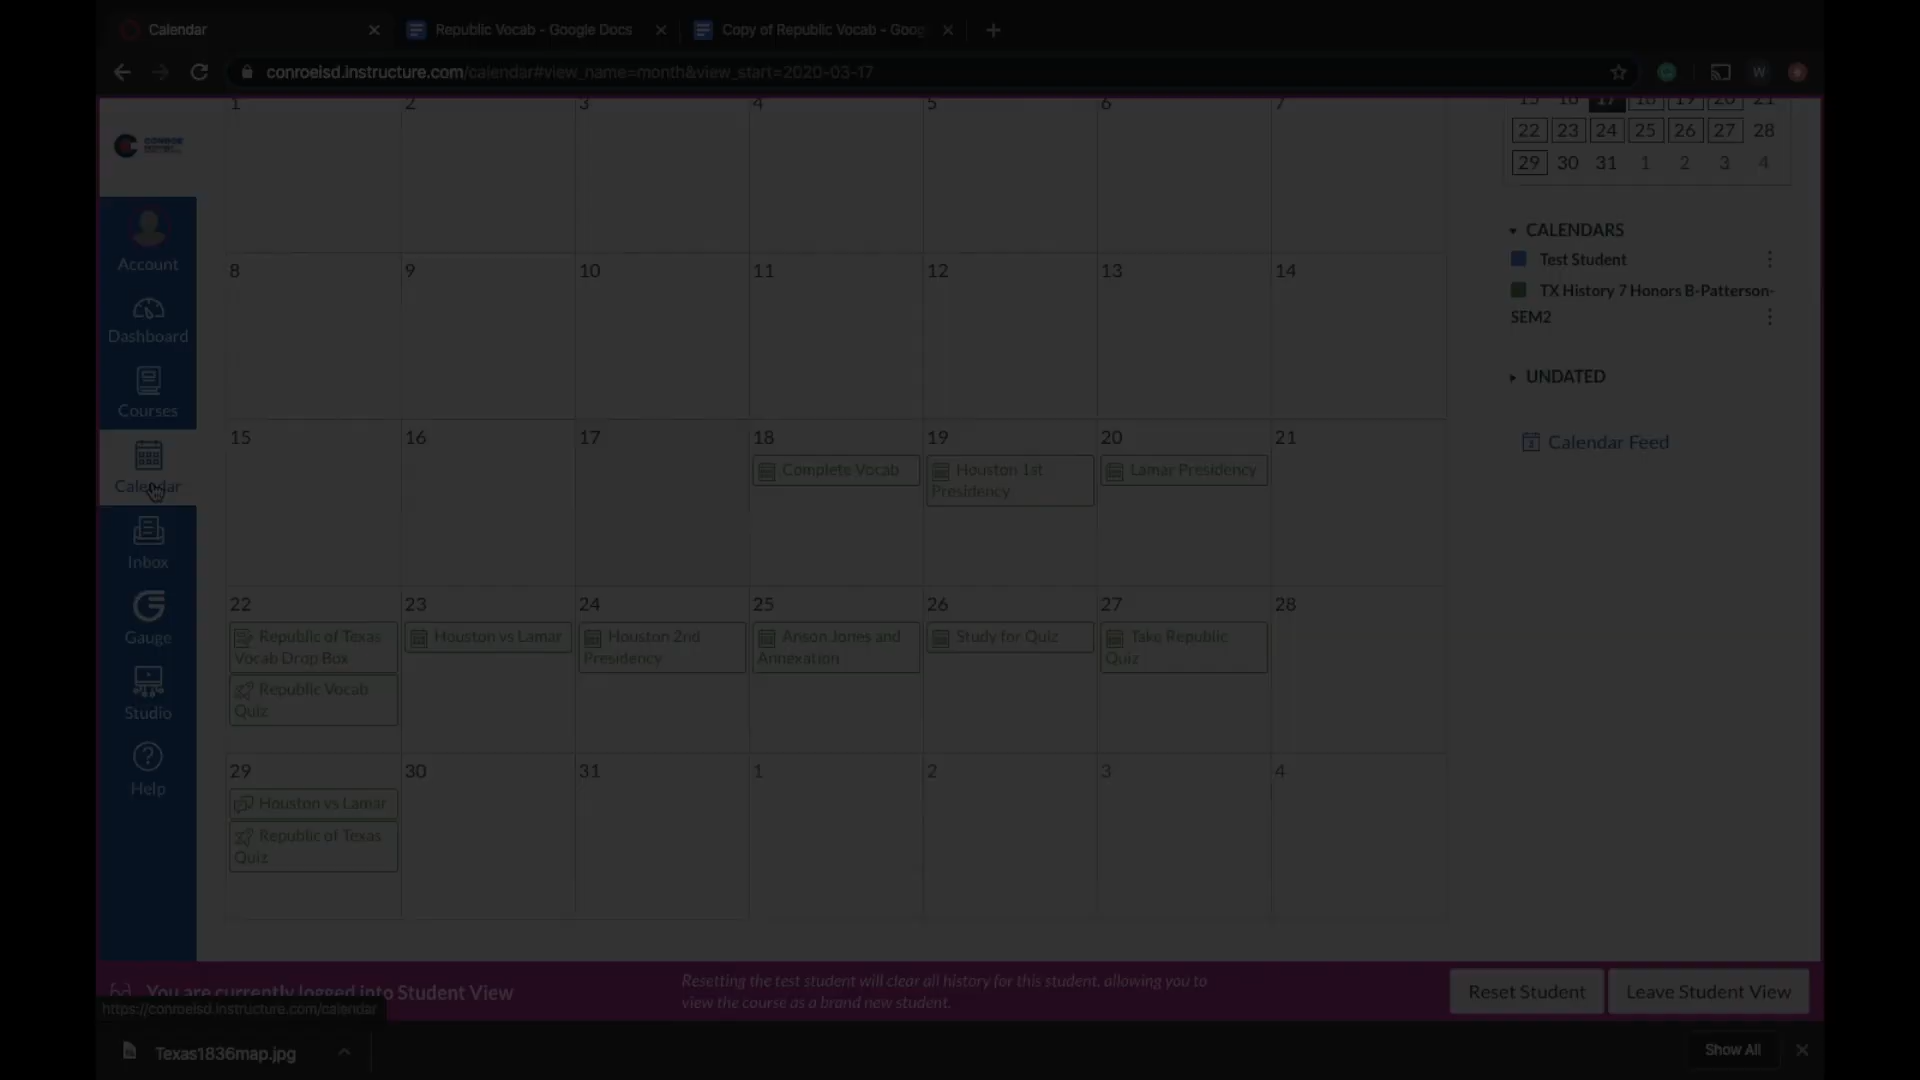 Calendar
Republic Vocab - Google Docs
Copy of Republic Vocab - Goog
conroeisd.instructure.com/calendar#view_name=month&view_start=2020-03-17
1 2 3 4 5 6 7
15 16 17 18 19 20 21
22 23 24 25 26 27 28
29 30 31 1 2 3 4
CONROE
Account
Dashboard
Courses
Calendar
Inbox
Gauge
Studio
Help
8 9 10 11 12 13 14
15 16 17 18 19 20 21
Complete Vocab
Houston 1st
Presidency
Lamar Presidency
22 23 24 25 26 27 28
Republic of Texas
Vocab Drop Box
Republic Vocab
Quiz
Houston vs Lamar
Houston 2nd
Presidency
Anson Jones and
Annexation
Study for Quiz
Take Republic
Quiz
29 30 31 1 2 3 4
Houston vs Lamar
Republic of Texas
Quiz
CALENDARS
Test Student
TX History 7 Honors B-Patterson-
SEM2
UNDATED
Calendar Feed
You are currently logged into Student View
Resetting the test student will clear all history for this student, allowing you to
view the course as a brand new student.
Reset Student
Leave Student View
https://conroeisd.instructure.com/calendar
Texas1836map.jpg
Show All
W